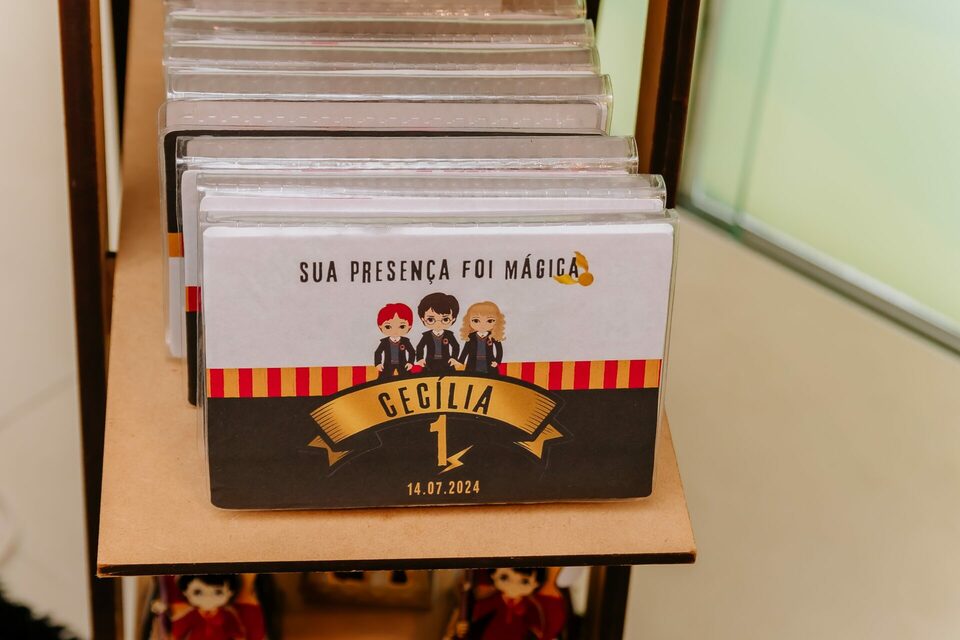 SUA PRESENÇA FOI MÁGICA
CECÍLIA
1
14.07.2024